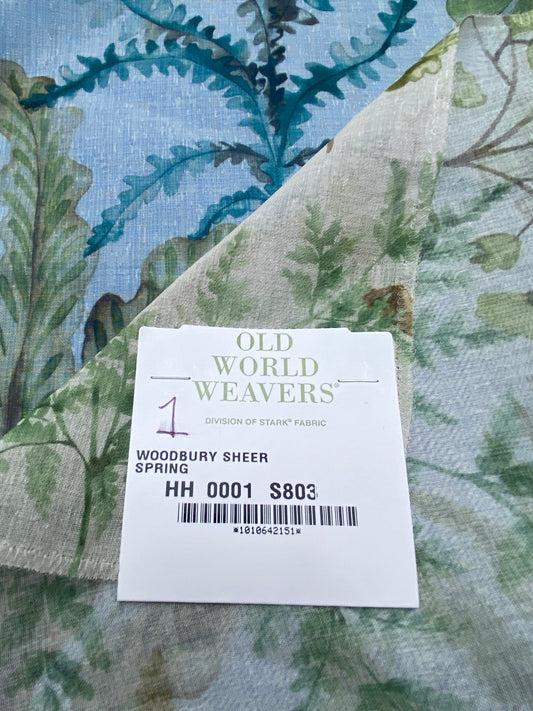 OLD
WORLD
WEAVERS®
DIVISION OF STARK® FABRIC
1
WOODBURY SHEER
SPRING
HH 0001 S803
*1010642151*